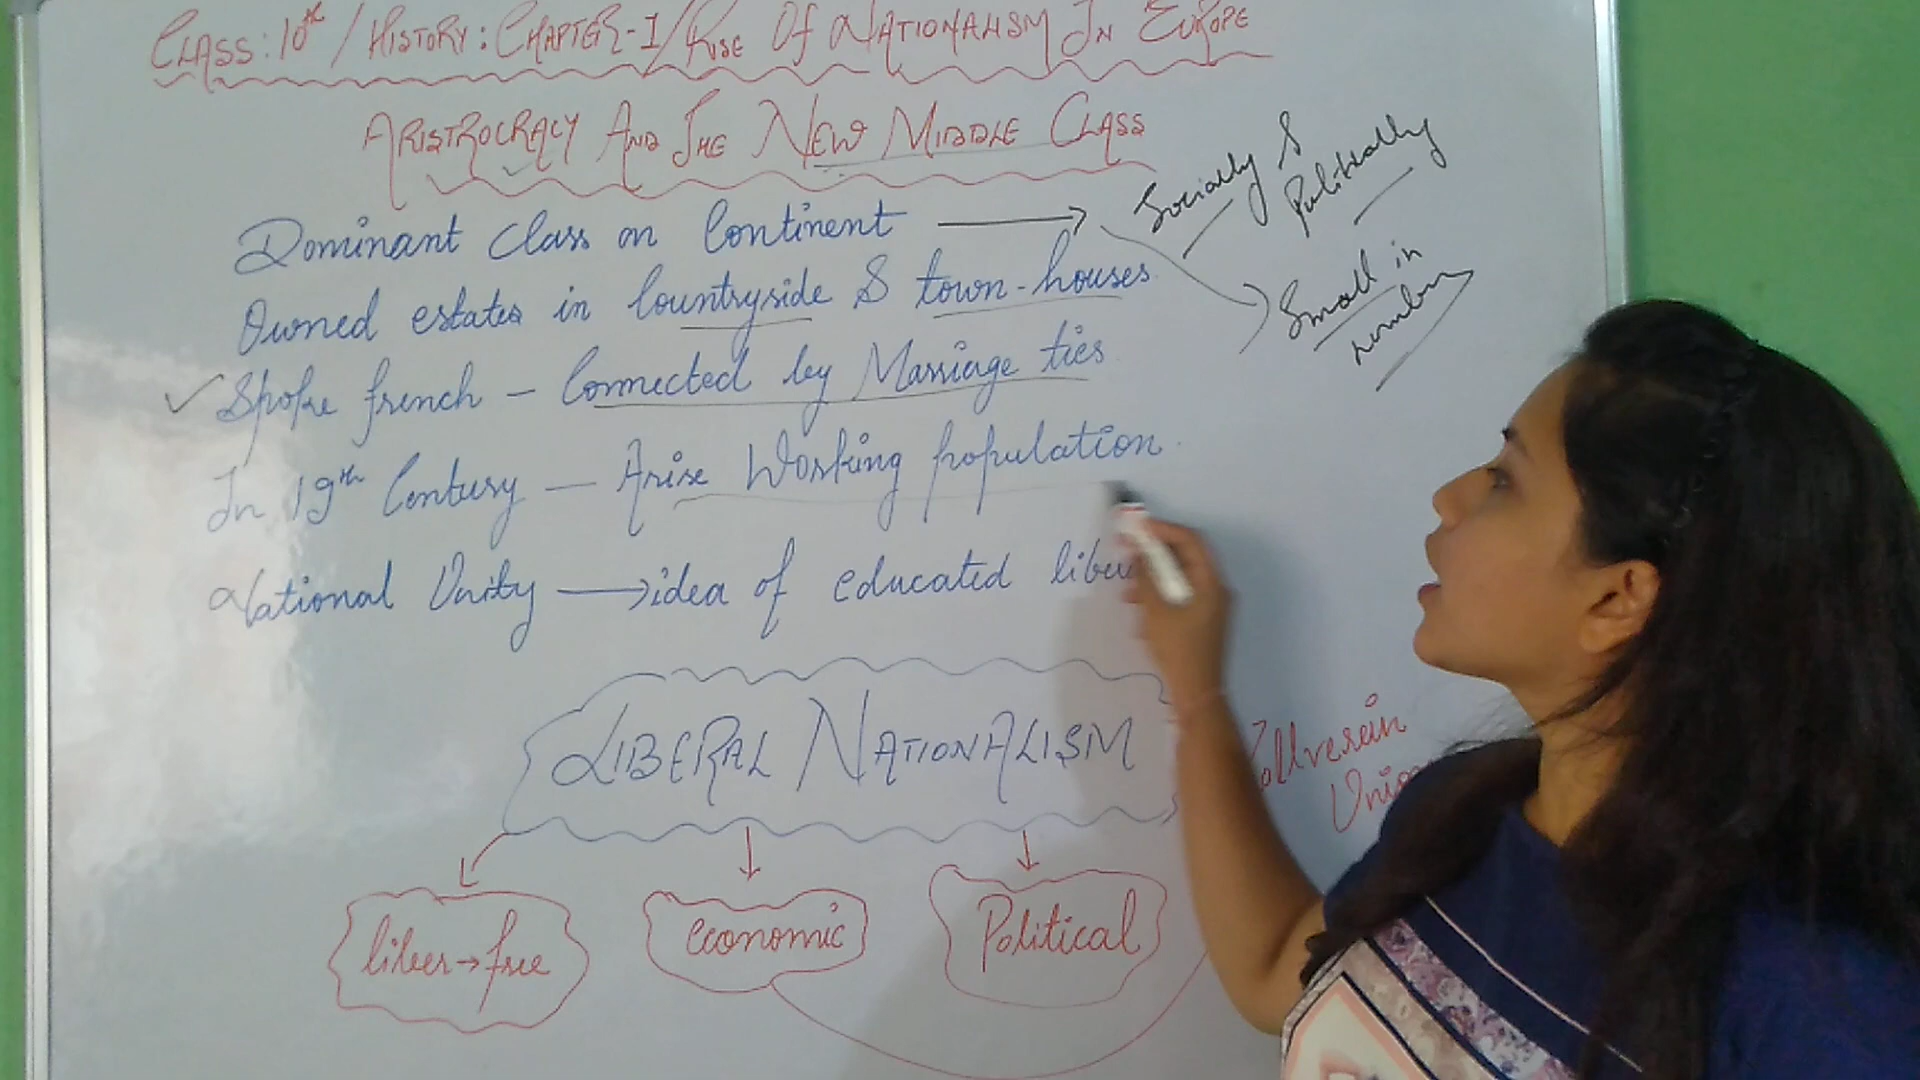 CLASS: 10th / HISTORY: CHAPTER-1 / RISE OF NATIONALISM IN EUROPE
ARISTROCRACY AND THE NEW MIDDLE CLASS
Dominant Class on Continent →
Socially &
Politically
Small in
number
Owned estates in Countryside & town-houses
✓ Spoke french - Connected by Marriage ties
In 19th Century — Arise Working population
National Unity → idea of educated
LIBERAL NATIONALISM
Zollverein
liber → free
economic
Political